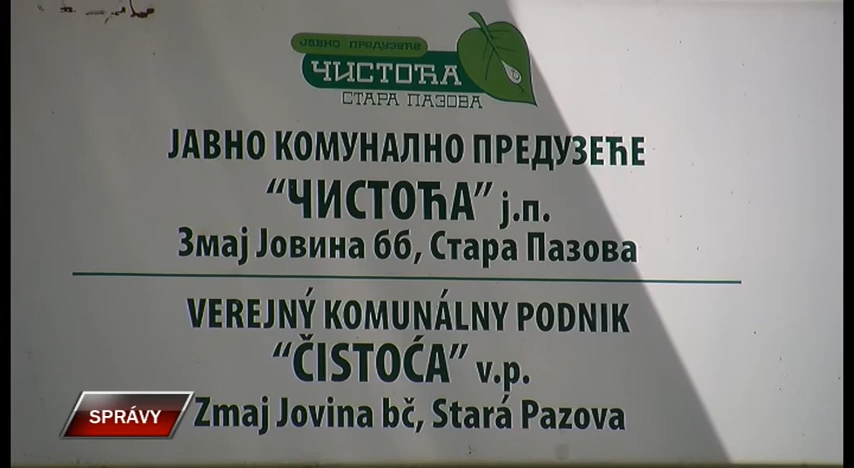 ЈАВНО ПРЕДУЗЕЋЕ
ЧИСТОЋА
СТАРА ПАЗОВА
ЈАВНО КОМУНАЛНО ПРЕДУЗЕЋЕ
“ЧИСТОЋА” ј.п.
Змај Јовина бб, Стара Пазова
VEREJNÝ KOMUNÁLNY PODNIK
“ČISTOĆA” v.p.
Zmaj Jovina bč, Stará Pazova
SPRÁVY